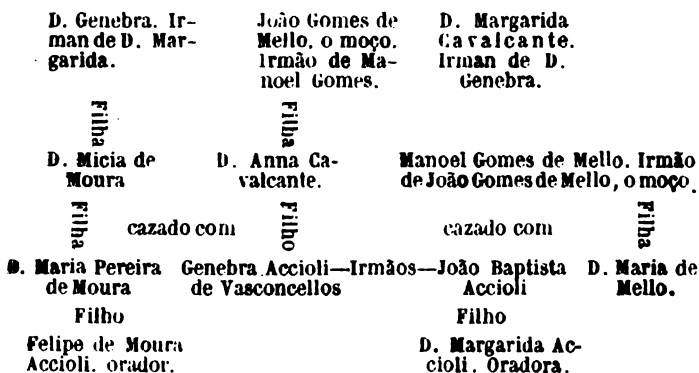 D. Genebra. Ir-
man de D. Mar-
garida.
João Gomes de
Mello, o moço.
Irmão de Ma-
noel Gomes.
D. Margarida
Cavalcante.
Irman de D.
Genebra.
Filha
Filha
D. Micia de
Moura
D. Anna Ca-
valcante.
Manoel Gomes de Mello. Irmão
de João Gomes de Mello, o moço.
Filha
cazado com
Filho
cazado com
Filha
D. Maria Pereira
de Moura
Genebra Accioli—Irmãos—João Baptista
de Vasconcellos
Accioli
D. Maria de
Mello.
Filho
Filho
Felipe de Moura
Accioli, orador.
D. Margarida Ac-
cioli, Oradora.